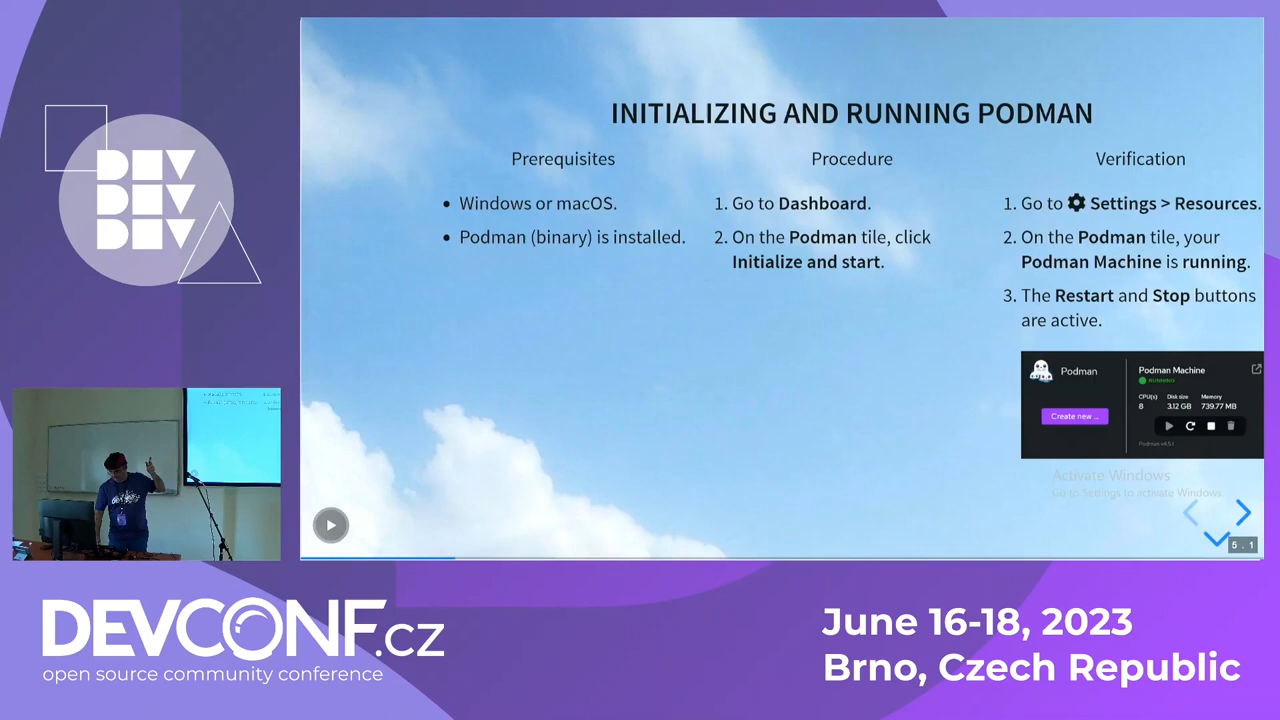 DEV
DEV
DEV
INITIALIZING AND RUNNING PODMAN
Prerequisites
• Windows or macOS.
• Podman (binary) is installed.
Procedure
1. Go to Dashboard.
2. On the Podman tile, click
Initialize and start.
Verification
1. Go to Settings > Resources.
2. On the Podman tile, your
Podman Machine is running.
3. The Restart and Stop buttons
are active.
Podman
Create new ...
Podman Machine
RUNNING
CPU(s) Disk size Memory
8 3.12 GB 739.77 MB
Podman v4.5.1
Activate Windows
Go to Settings to activate Windows.
5 . 1
DEVCONF.cz
open source community conference
June 16-18, 2023
Brno, Czech Republic